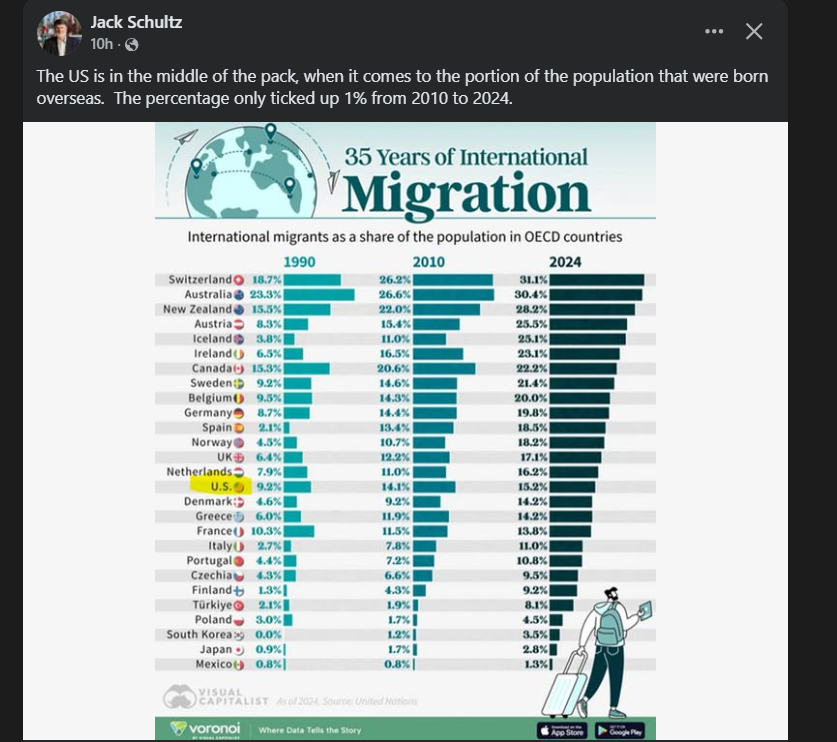 Jack Schultz
10h ·
The US is in the middle of the pack, when it comes to the portion of the population that were born
overseas. The percentage only ticked up 1% from 2010 to 2024.
35 Years of International
Migration
International migrants as a share of the population in OECD countries
1990 2010 2024
Switzerland 18.7% 26.2% 31.1%
Australia 23.3% 26.6% 30.4%
New Zealand 15.5% 22.0% 28.2%
Austria 8.3% 15.4% 25.5%
Iceland 3.8% 11.0% 25.1%
Ireland 6.5% 16.5% 23.1%
Canada 15.3% 20.6% 22.2%
Sweden 9.2% 14.6% 21.4%
Belgium 9.5% 14.3% 20.0%
Germany 8.7% 14.4% 19.8%
Spain 2.1% 13.4% 18.5%
Norway 4.5% 10.7% 18.2%
UK 6.4% 12.2% 17.1%
Netherlands 7.9% 11.0% 16.2%
U.S. 9.2% 14.1% 15.2%
Denmark 4.6% 9.2% 14.2%
Greece 6.0% 11.9% 14.2%
France 10.3% 11.5% 13.8%
Italy 2.7% 7.8% 11.0%
Portugal 4.4% 7.2% 10.8%
Czechia 4.3% 6.6% 9.5%
Finland 1.3% 4.3% 9.2%
Türkiye 2.1% 1.9% 8.1%
Poland 3.0% 1.7% 4.5%
South Korea 0.0% 1.2% 3.5%
Japan 0.9% 1.7% 2.8%
Mexico 0.8% 0.8% 1.3%
VISUAL
CAPITALIST As of 2024, Source: United Nations
voronoi Where Data Tells the Story
BY VISUAL CAPITALIST
App Store
Google Play